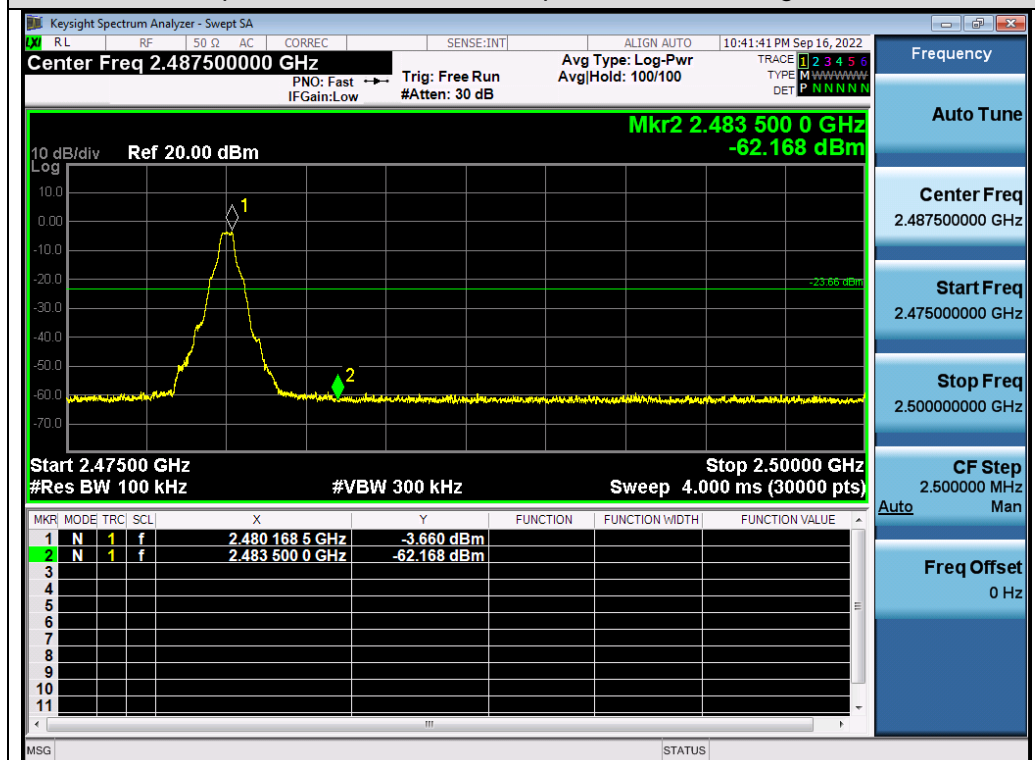 Keysight Spectrum Analyzer - Swept SA
LXI RL RF 50 Ω AC CORREC SENSE:INT ALIGN AUTO 10:41:41 PM Sep 16, 2022
Center Freq 2.487500000 GHz
PNO: Fast
IFGain:Low
Trig: Free Run
#Atten: 30 dB
Avg Type: Log-Pwr
Avg|Hold: 100/100
TRACE 1 2 3 4 5 6
TYPE M WWWWW
DET P N N N N N
Mkr2 2.483 500 0 GHz
-62.168 dBm
10 dB/div Ref 20.00 dBm
Log
10.0
0.00
-10.0
-20.0
-30.0
-40.0
-50.0
-60.0
-70.0
1
-23.66 dBm
2
Start 2.47500 GHz Stop 2.50000 GHz
#Res BW 100 kHz #VBW 300 kHz Sweep 4.000 ms (30000 pts)
MKR MODE TRC SCL X Y FUNCTION FUNCTION WIDTH FUNCTION VALUE
1 N 1 f 2.480 168 5 GHz -3.660 dBm
2 N 1 f 2.483 500 0 GHz -62.168 dBm
3
4
5
6
7
8
9
10
11
MSG STATUS
Frequency
Auto Tune
Center Freq
2.487500000 GHz
Start Freq
2.475000000 GHz
Stop Freq
2.500000000 GHz
CF Step
2.500000 MHz
Auto Man
Freq Offset
0 Hz